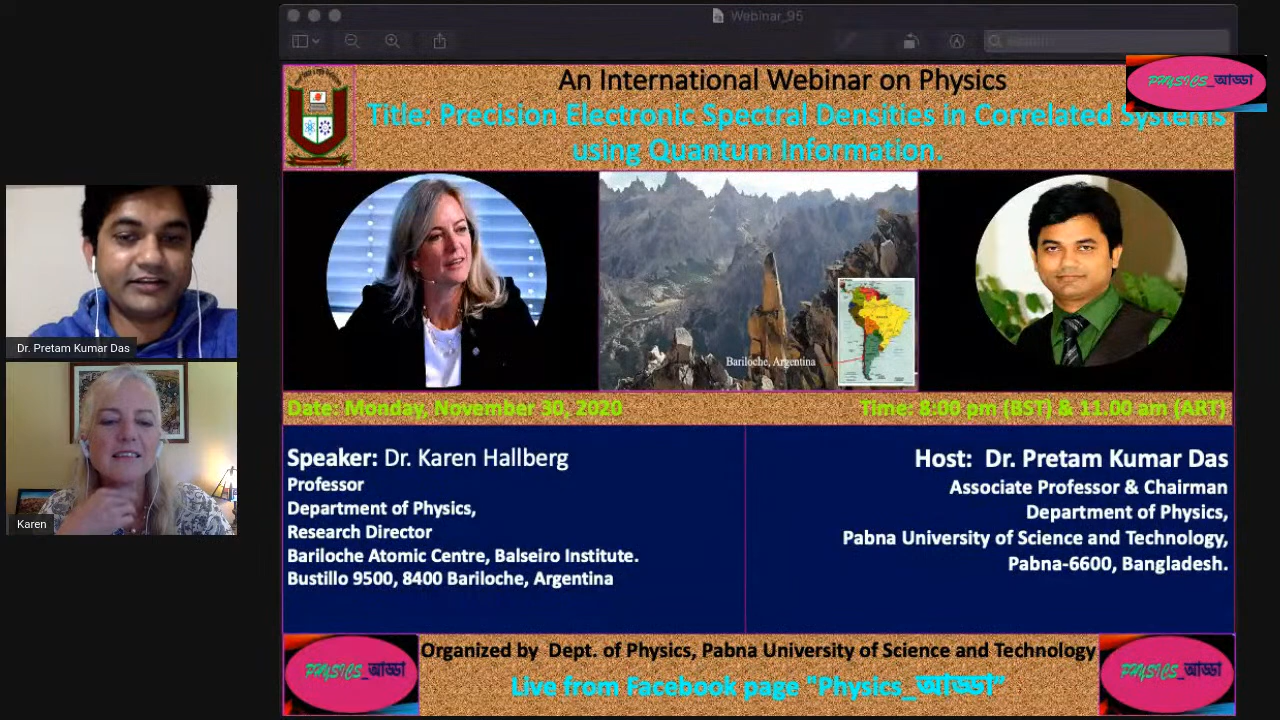 Webinar_96
An International Webinar on Physics
Title: Precision Electronic Spectral Densities in Correlated Systems
using Quantum Information.
PHYSICS_আড্ডা
Bariloche, Argentina
Dr. Pretam Kumar Das
Karen
Date: Monday, November 30, 2020
Time: 8:00 pm (BST) & 11.00 am (ART)
Speaker: Dr. Karen Hallberg
Professor
Department of Physics,
Research Director
Bariloche Atomic Centre, Balseiro Institute.
Bustillo 9500, 8400 Bariloche, Argentina
Host: Dr. Pretam Kumar Das
Associate Professor & Chairman
Department of Physics,
Pabna University of Science and Technology,
Pabna-6600, Bangladesh.
PHYSICS_আড্ডা
Organized by Dept. of Physics, Pabna University of Science and Technology
Live from Facebook page "Physics_আড্ডা"
PHYSICS_আড্ডা